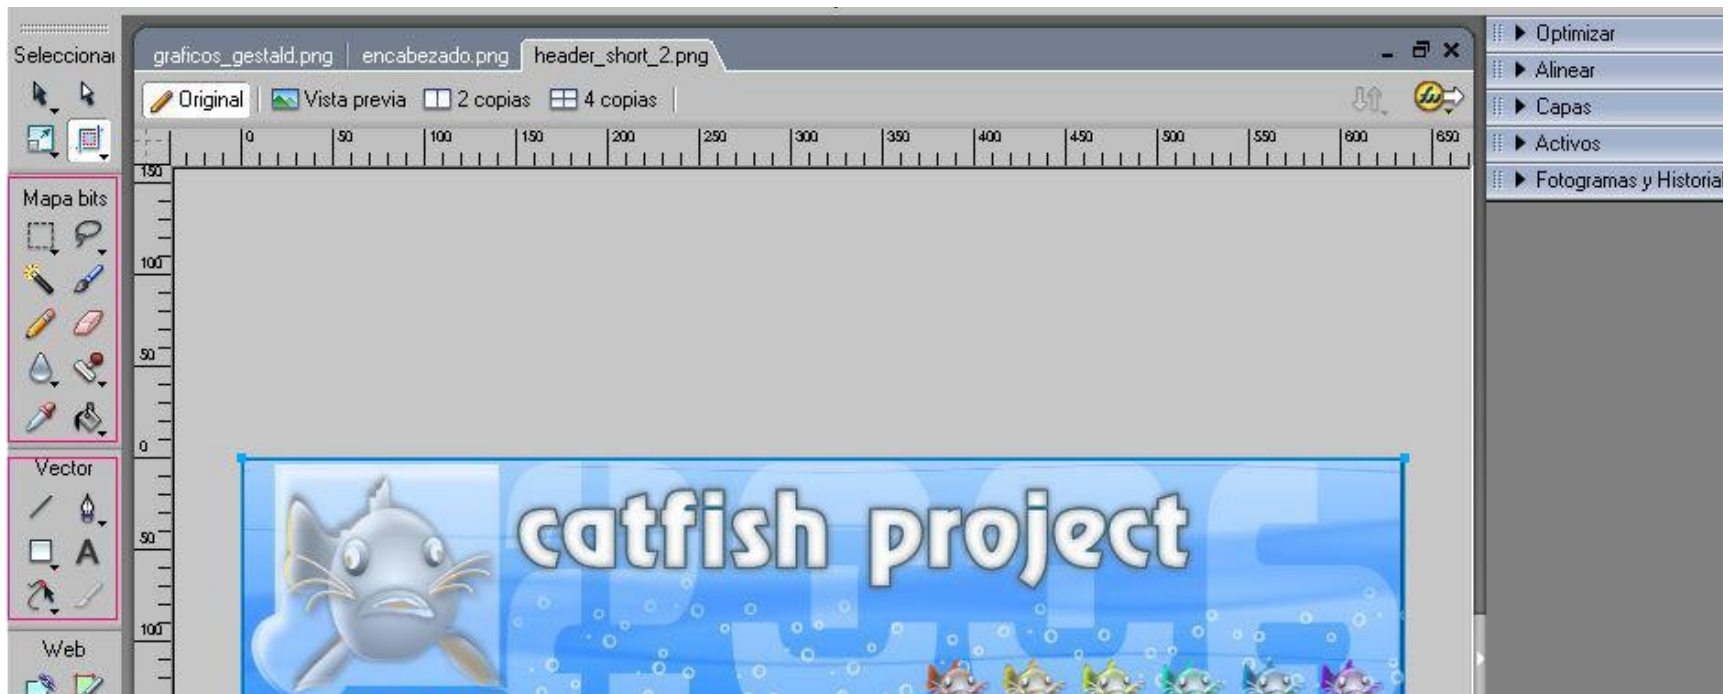 Seleccionar
graficos_gestald.png
encabezado.png
header_short_2.png
Original
Vista previa
2 copias
4 copias
Optimizar
Alinear
Capas
Activos
Fotogramas y Historial
0 50 100 150 200 250 300 350 400 450 500 550 600 650
150
100
50
0
50
100
Mapa bits
Vector
A
Web
catfish project